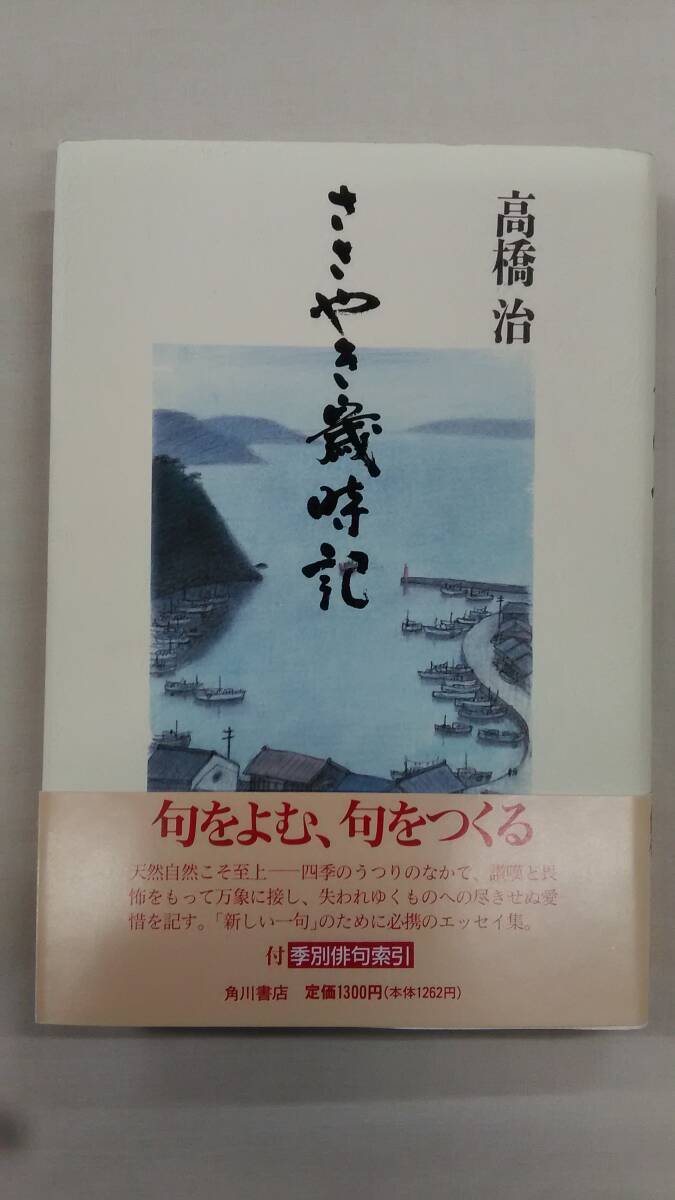 高橋 治
ささやき歳時記
句をよむ、句をつくる
天然自然こそ至上――四季のうつりのなかで、讃嘆と畏
怖をもって万象に接し、失われゆくものへの尽きせぬ愛
惜を記す。「新しい一句」のために必携のエッセイ集。
付 季別俳句索引
角川書店 定価1300円(本体1262円)